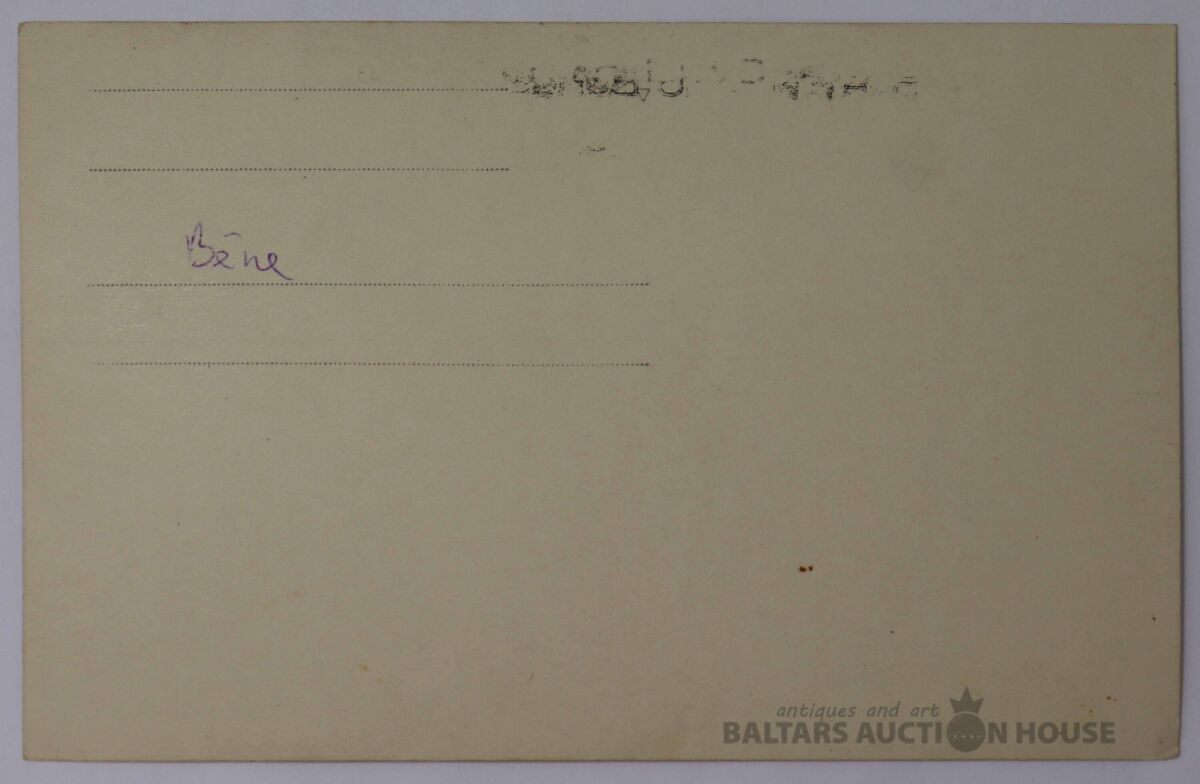 Bēne
antiques and art
BALTARS AUCTION HOUSE